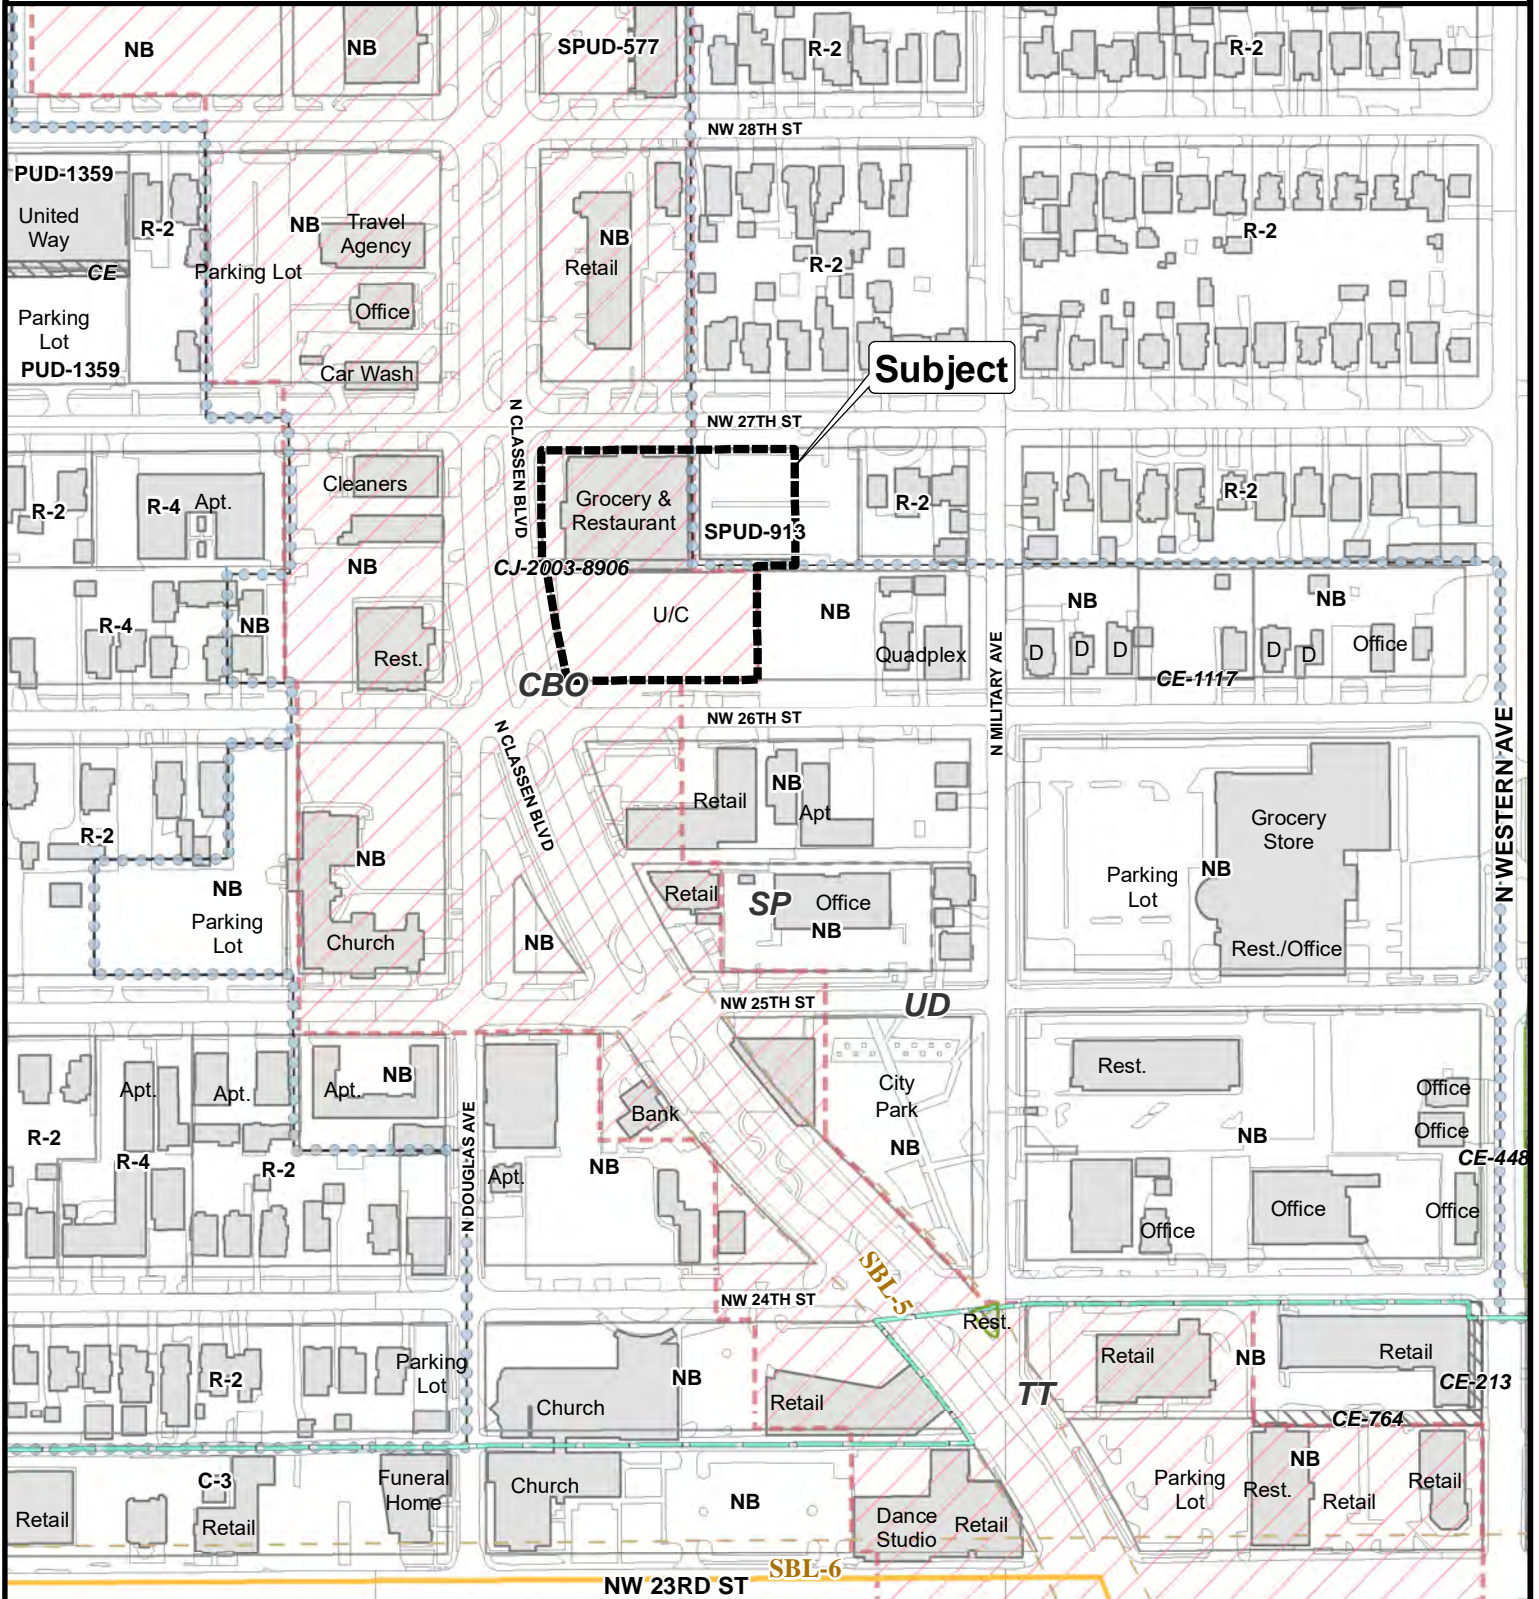 NB
NB
SPUD-577
R-2
R-2
NW 28TH ST
PUD-1359
United
Way
R-2
CE
Parking
Lot
PUD-1359
NB
Travel
Agency
Parking Lot
Office
Car Wash
NB
Retail
R-2
R-2
Subject
NW 27TH ST
N CLASSEN BLVD
R-2
R-4
Apt.
Cleaners
Grocery &
Restaurant
SPUD-913
R-2
R-2
CJ-2003-8906
NB
U/C
NB
NB
NB
R-4
NB
Rest.
Quadplex
D
D
D
D
D
Office
CE-1117
CBO
N MILITARY AVE
NW 26TH ST
N CLASSEN BLVD
N WESTERN AVE
Retail
NB
Apt
Grocery
Store
R-2
NB
NB
Parking
Lot
NB
Retail
SP
Office
NB
NB
Parking
Lot
Church
NB
Rest./Office
NW 25TH ST
UD
Rest.
City
Park
NB
Apt.
Apt.
Apt.
NB
Bank
Office
Office
NB
R-2
R-4
R-2
N DOUGLAS AVE
Apt.
NB
CE-448
Office
Office
Office
SBL-5
NW 24TH ST
Rest.
R-2
Parking
Lot
NB
Church
Retail
Retail
NB
Retail
TT
CE-213
CE-764
C-3
Funeral
Home
Church
NB
Parking
Lot
NB
Rest.
Retail
Retail
Retail
Retail
Dance
Studio
Retail
SBL-6
NW 23RD ST